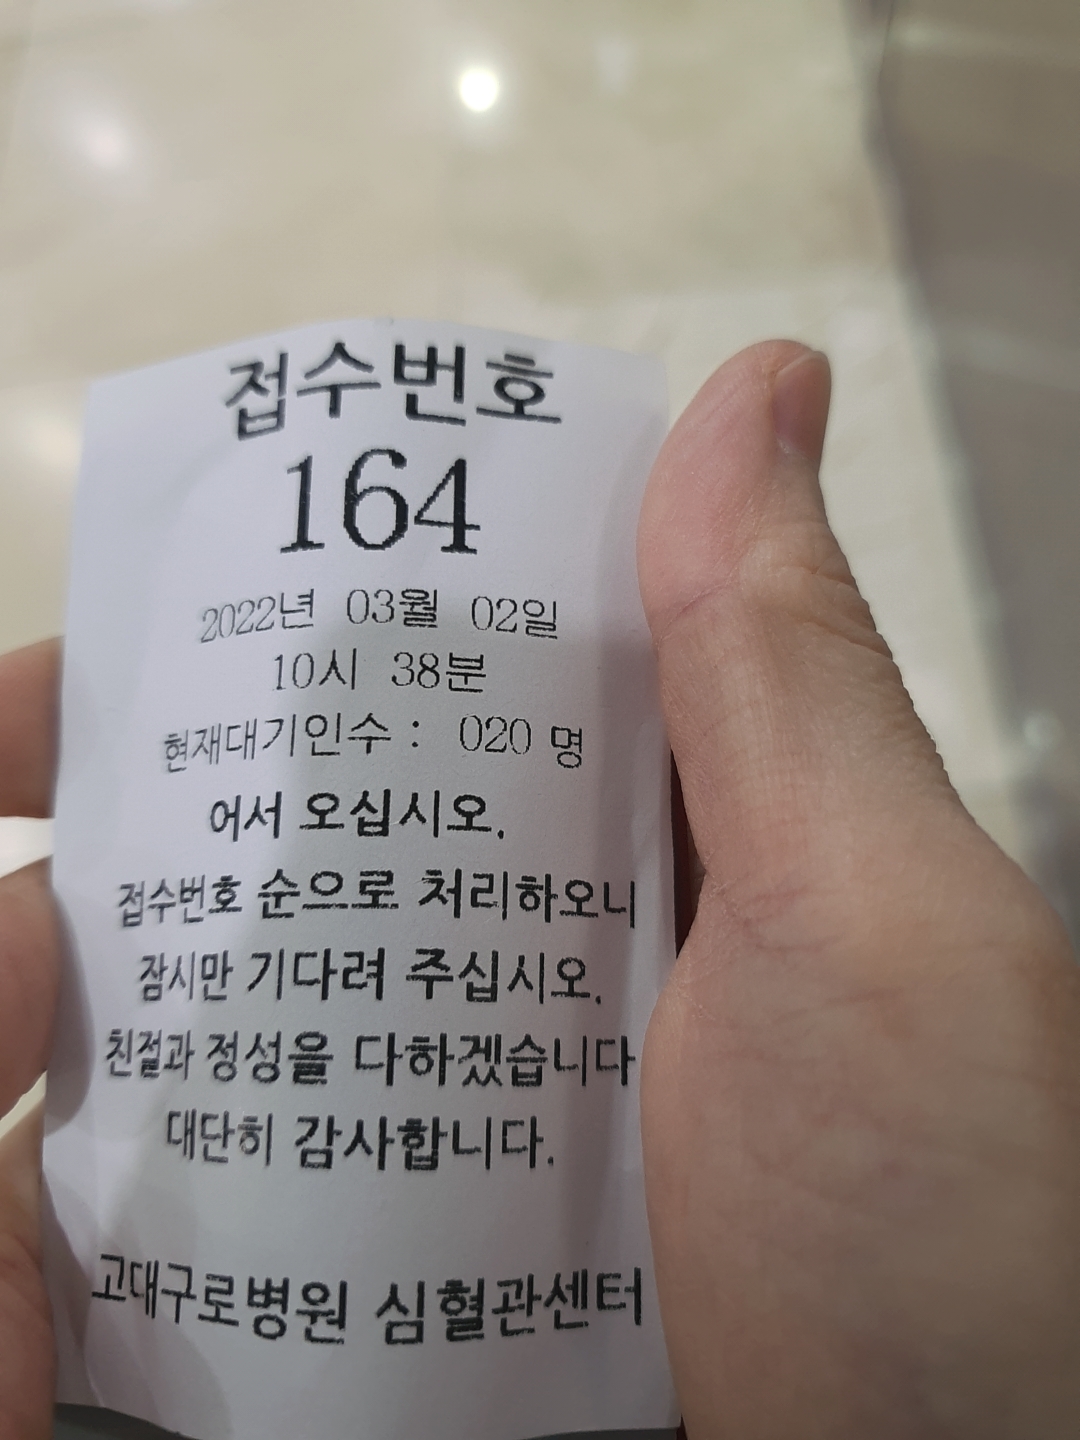 접수번호
164
2022년 03월 02일
10시 38분
현재대기인수 : 020 명
어서 오십시오.
접수번호 순으로 처리하오니
잠시만 기다려 주십시오.
친절과 정성을 다하겠습니다
대단히 감사합니다.
고대구로병원 심혈관센터